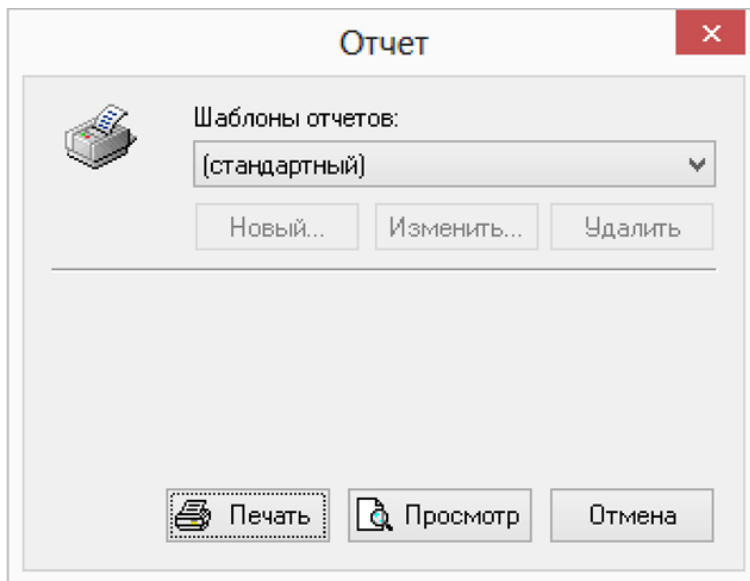 Отчет
Шаблоны отчетов:
(стандартный)
Новый... Изменить... Удалить
Печать Просмотр Отмена